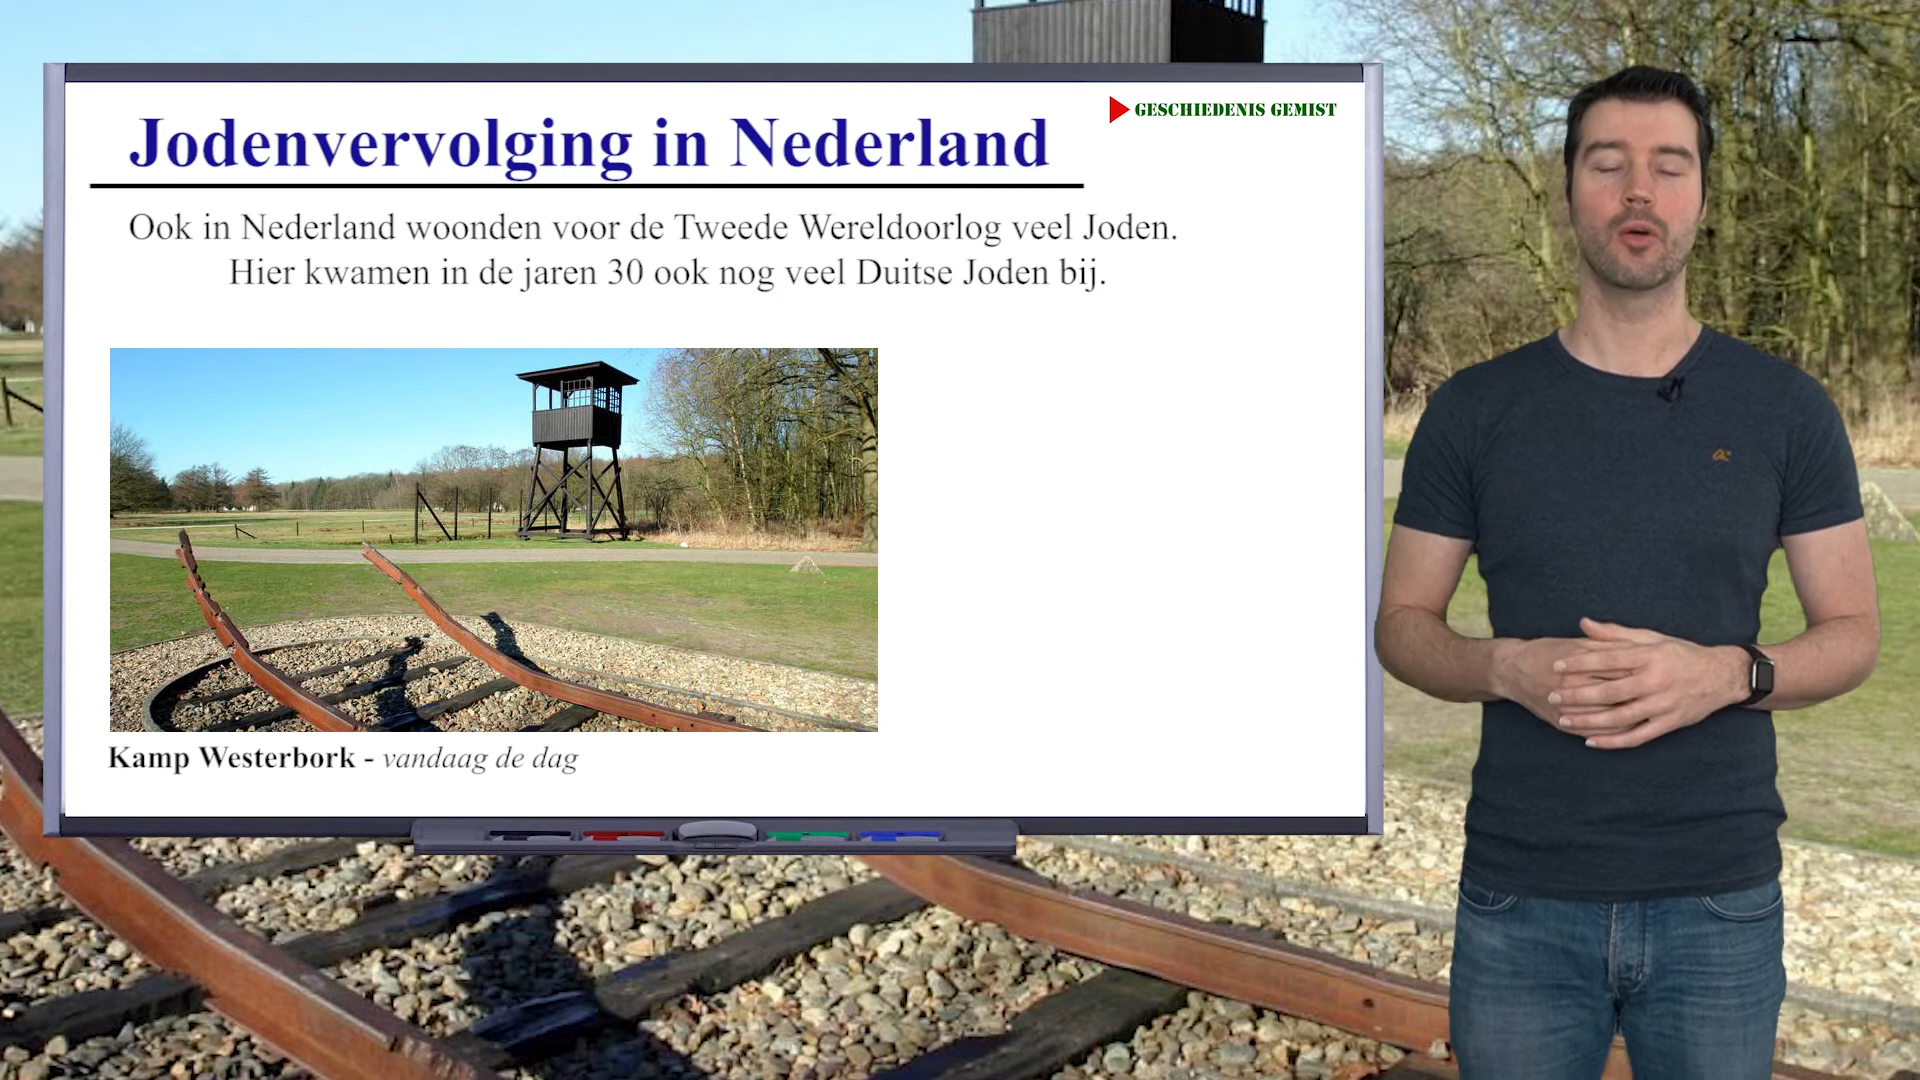 Jodenvervolging in Nederland
GESCHIEDENIS GEMIST
Ook in Nederland woonden voor de Tweede Wereldoorlog veel Joden.
Hier kwamen in de jaren 30 ook nog veel Duitse Joden bij.
Kamp Westerbork - vandaag de dag